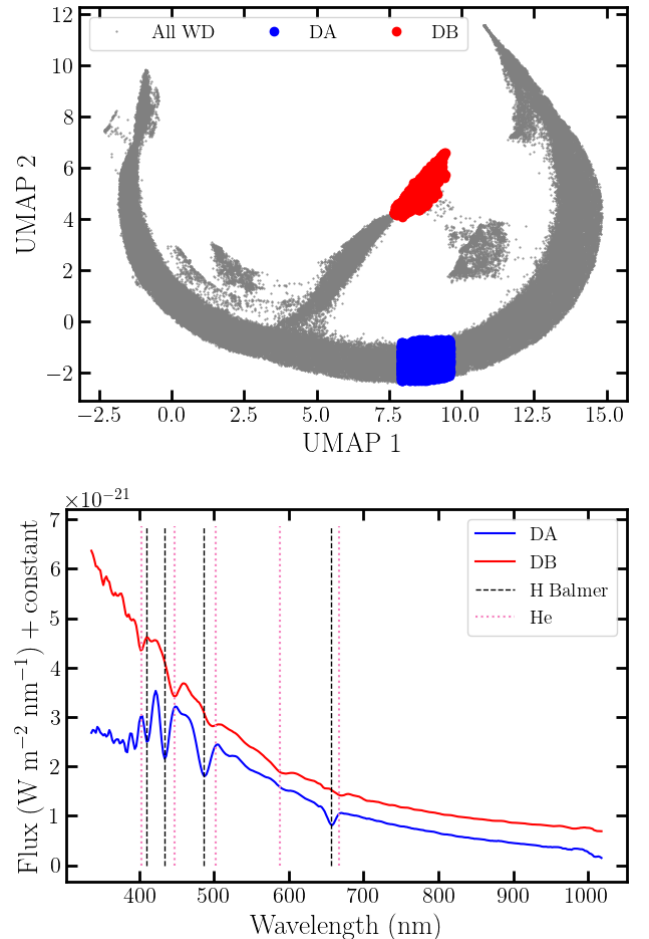 12
10
8
6
4
2
0
−2
UMAP 2
All WD
DA
DB
−2.5 0.0 2.5 5.0 7.5 10.0 12.5 15.0
UMAP 1
×10⁻²¹
7
6
5
4
3
2
1
0
Flux (W m⁻² nm⁻¹) + constant
DA
DB
H Balmer
He
400 500 600 700 800 900 1000
Wavelength (nm)